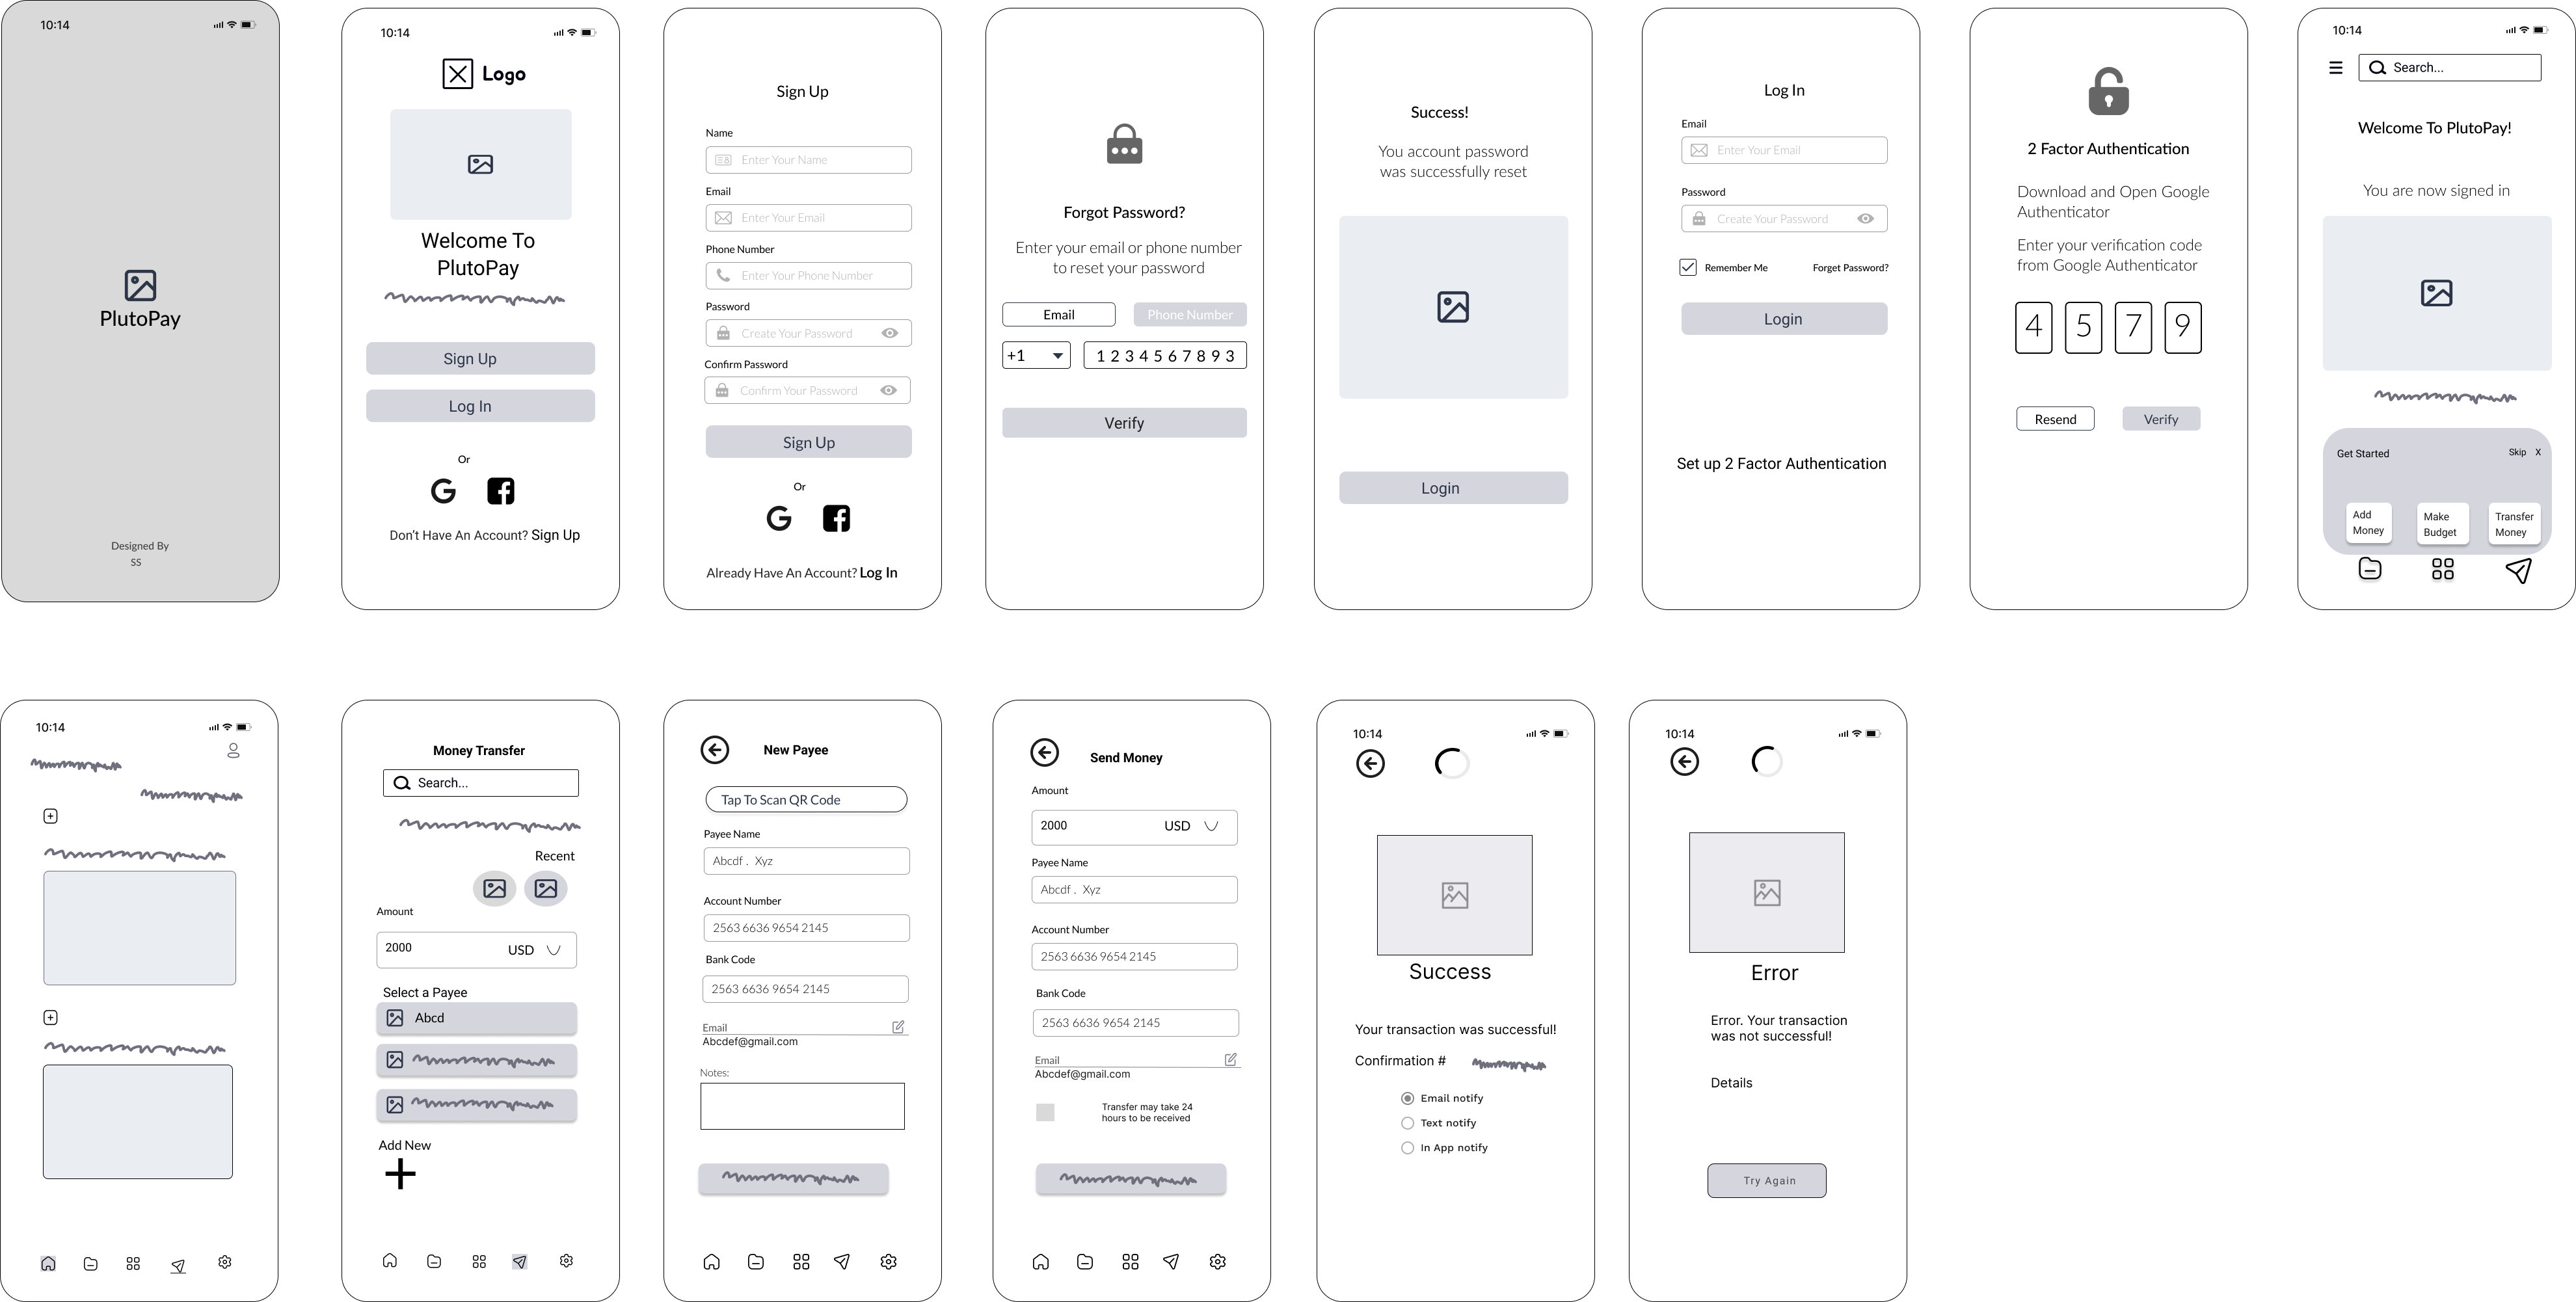 10:14
PlutoPay
Designed By
SS
10:14
Logo
Welcome To
PlutoPay
Sign Up
Log In
Or
Don't Have An Account? Sign Up
Sign Up
Name
Enter Your Name
Email
Enter Your Email
Phone Number
Enter Your Phone Number
Password
Create Your Password
Confirm Password
Confirm Your Password
Sign Up
Or
Already Have An Account? Log In
Forgot Password?
Enter your email or phone number
to reset your password
Email
Phone Number
+1
1 2 3 4 5 6 7 8 9 3
Verify
Success!
You account password
was successfully reset
Login
Log In
Email
Enter Your Email
Password
Create Your Password
Remember Me
Forget Password?
Login
Set up 2 Factor Authentication
2 Factor Authentication
Download and Open Google
Authenticator
Enter your verification code
from Google Authenticator
4 5 7 9
Resend
Verify
10:14
Search...
Welcome To PlutoPay!
You are now signed in
Get Started
Skip X
Add
Money
Make
Budget
Transfer
Money
10:14
Money Transfer
Search...
Recent
Amount
2000
USD
Select a Payee
Abcd
Add New
New Payee
Tap To Scan QR Code
Payee Name
Abcdf . Xyz
Account Number
2563 6636 9654 2145
Bank Code
2563 6636 9654 2145
Email
Abcdef@gmail.com
Notes:
Send Money
Amount
2000
USD
Payee Name
Abcdf . Xyz
Account Number
2563 6636 9654 2145
Bank Code
2563 6636 9654 2145
Email
Abcdef@gmail.com
Transfer may take 24
hours to be received
10:14
Success
Your transaction was successful!
Confirmation #
Email notify
Text notify
In App notify
10:14
Error
Error. Your transaction
was not successful!
Details
Try Again